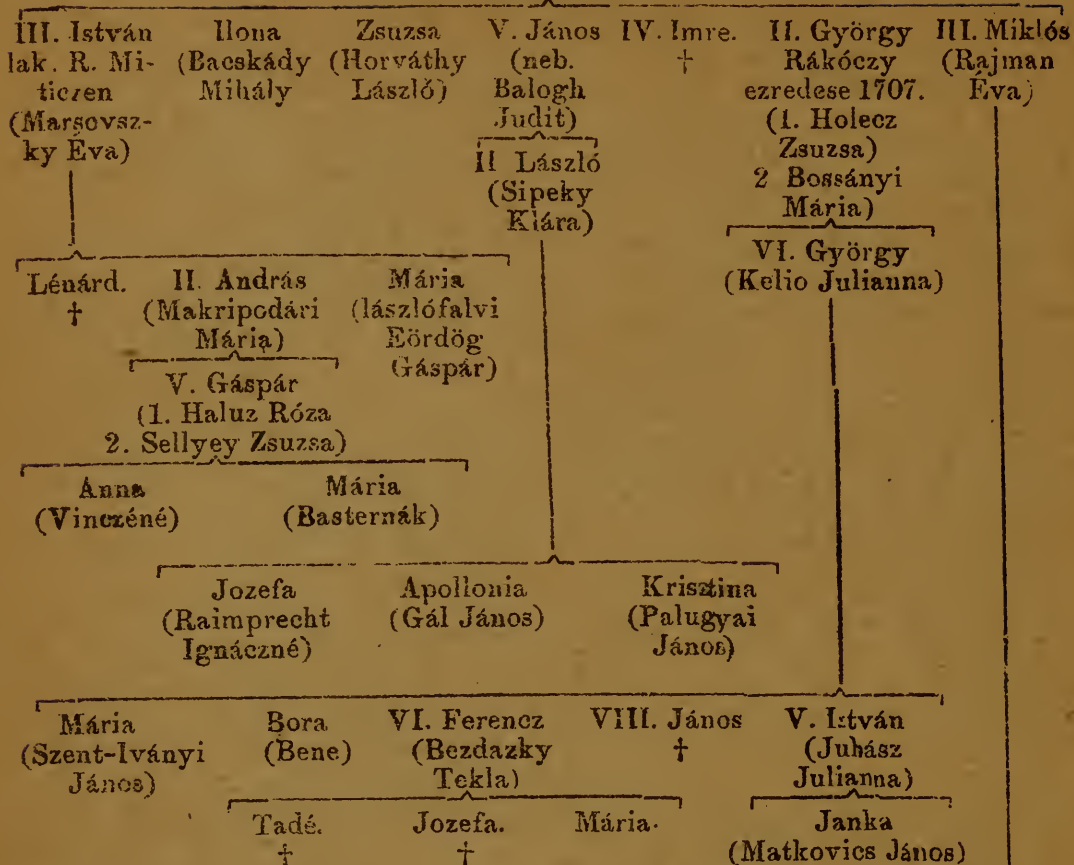 III. István Ilona Zsuzsa V. János IV. Imre. II. György III. Miklós
lak. R. Mi- (Bacskády (Horváthy (neb. † Rákóczy (Rajman
ticzen Mihály László) Balogh ezredese 1707. Éva)
(Marsovsz- Judit) (1. Holecz
ky Éva) II László Zsuzsa)
(Sipeky 2 Bossányi
Klára) Mária)
VI. György
Lénárd. II. András Mária (Kelio Julianna)
† (Makripodári (lászlófalvi
Mária) Eördög
V. Gáspár Gáspár)
(1. Haluz Róza
2. Sellyey Zsuzsa)
Anna Mária
(Vinczéné) (Basternák)
Jozefa Apollonia Krisztina
(Raimprecht (Gál János) (Palugyai
Ignáczné) János)
Mária Bora VI. Ferencz VIII. János V. István
(Szent-Iványi (Bene) (Bezdazky † (Juhász
János) Tekla) Julianna)
Tadé. Jozefa. Mária. Janka
† † (Matkovics János)